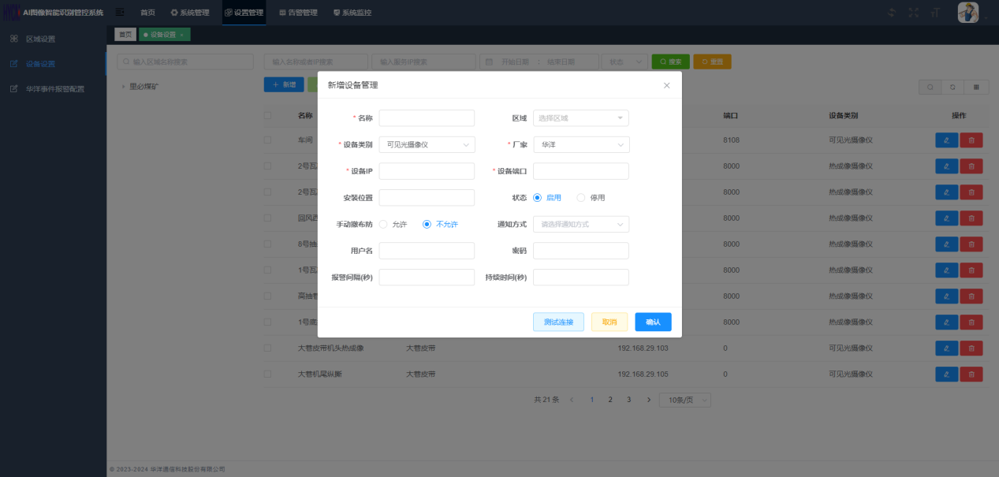 AI图像智能识别管控系统 首页 系统管理 设置管理 告警管理 系统监控
区域设置
设备设置
华洋事件报警配置
首页 设备设置 ×
输入区域名称搜索 输入名称或者IP搜索 输入服务IP搜索 开始日期 : 结束日期 状态 搜索 重置
里必煤矿
新增
名称 端口 设备类别 操作
车间 8108 可见光摄像仪
2号瓦 8000 热成像摄像仪
2号瓦 8000 热成像摄像仪
回风西 8000 热成像摄像仪
8号抽 8000 热成像摄像仪
1号瓦 8000 热成像摄像仪
高抽巷 8000 热成像摄像仪
1号底 8000 热成像摄像仪
大巷皮带机头热成像 大巷皮带 192.168.29.103 0 可见光摄像仪
大巷机尾纵撕 大巷皮带 192.168.29.105 0 可见光摄像仪
共 21 条 1 2 3 10条/页
新增设备管理
* 名称 区域 选择区域
* 设备类别 可见光摄像仪 * 厂家 华洋
* 设备IP * 设备端口
安装位置 状态 启用 停用
手动撤布防 允许 不允许 通知方式 请选择通知方式
用户名 密码
报警间隔(秒) 持续时间(秒)
测试连接 取消 确认
© 2023-2024 华洋通信科技股份有限公司